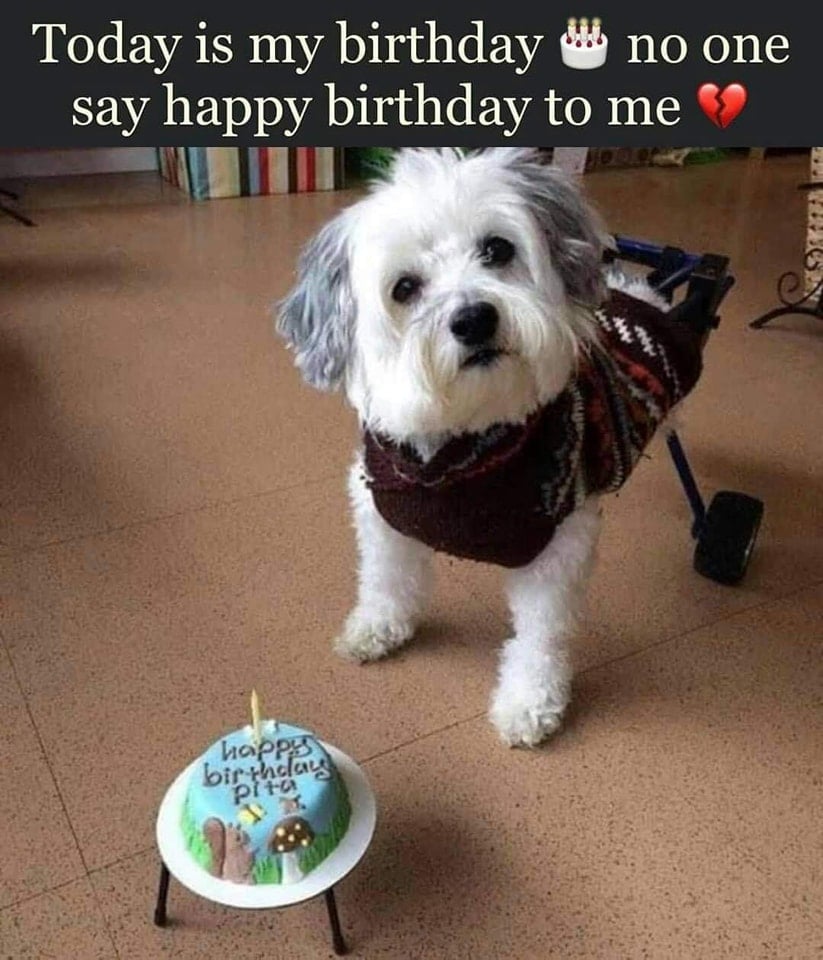 Today is my birthday 🎂 no one
say happy birthday to me 💔
happy
birthday
pita